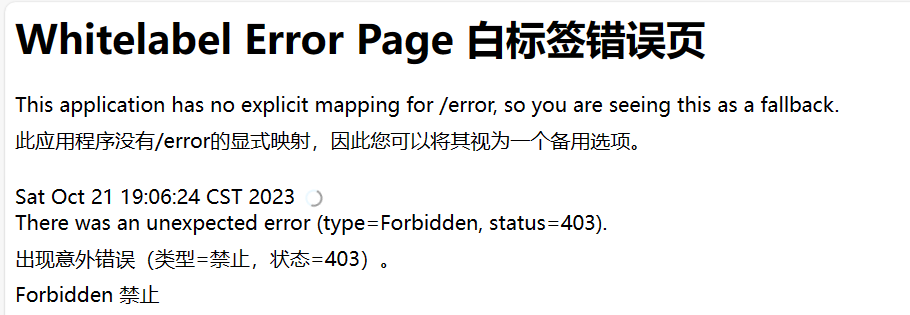 Whitelabel Error Page 白标签错误页
This application has no explicit mapping for /error, so you are seeing this as a fallback.
此应用程序没有/error的显式映射，因此您可以将其视为一个备用选项。
Sat Oct 21 19:06:24 CST 2023
There was an unexpected error (type=Forbidden, status=403).
出现意外错误（类型=禁止，状态=403）。
Forbidden 禁止